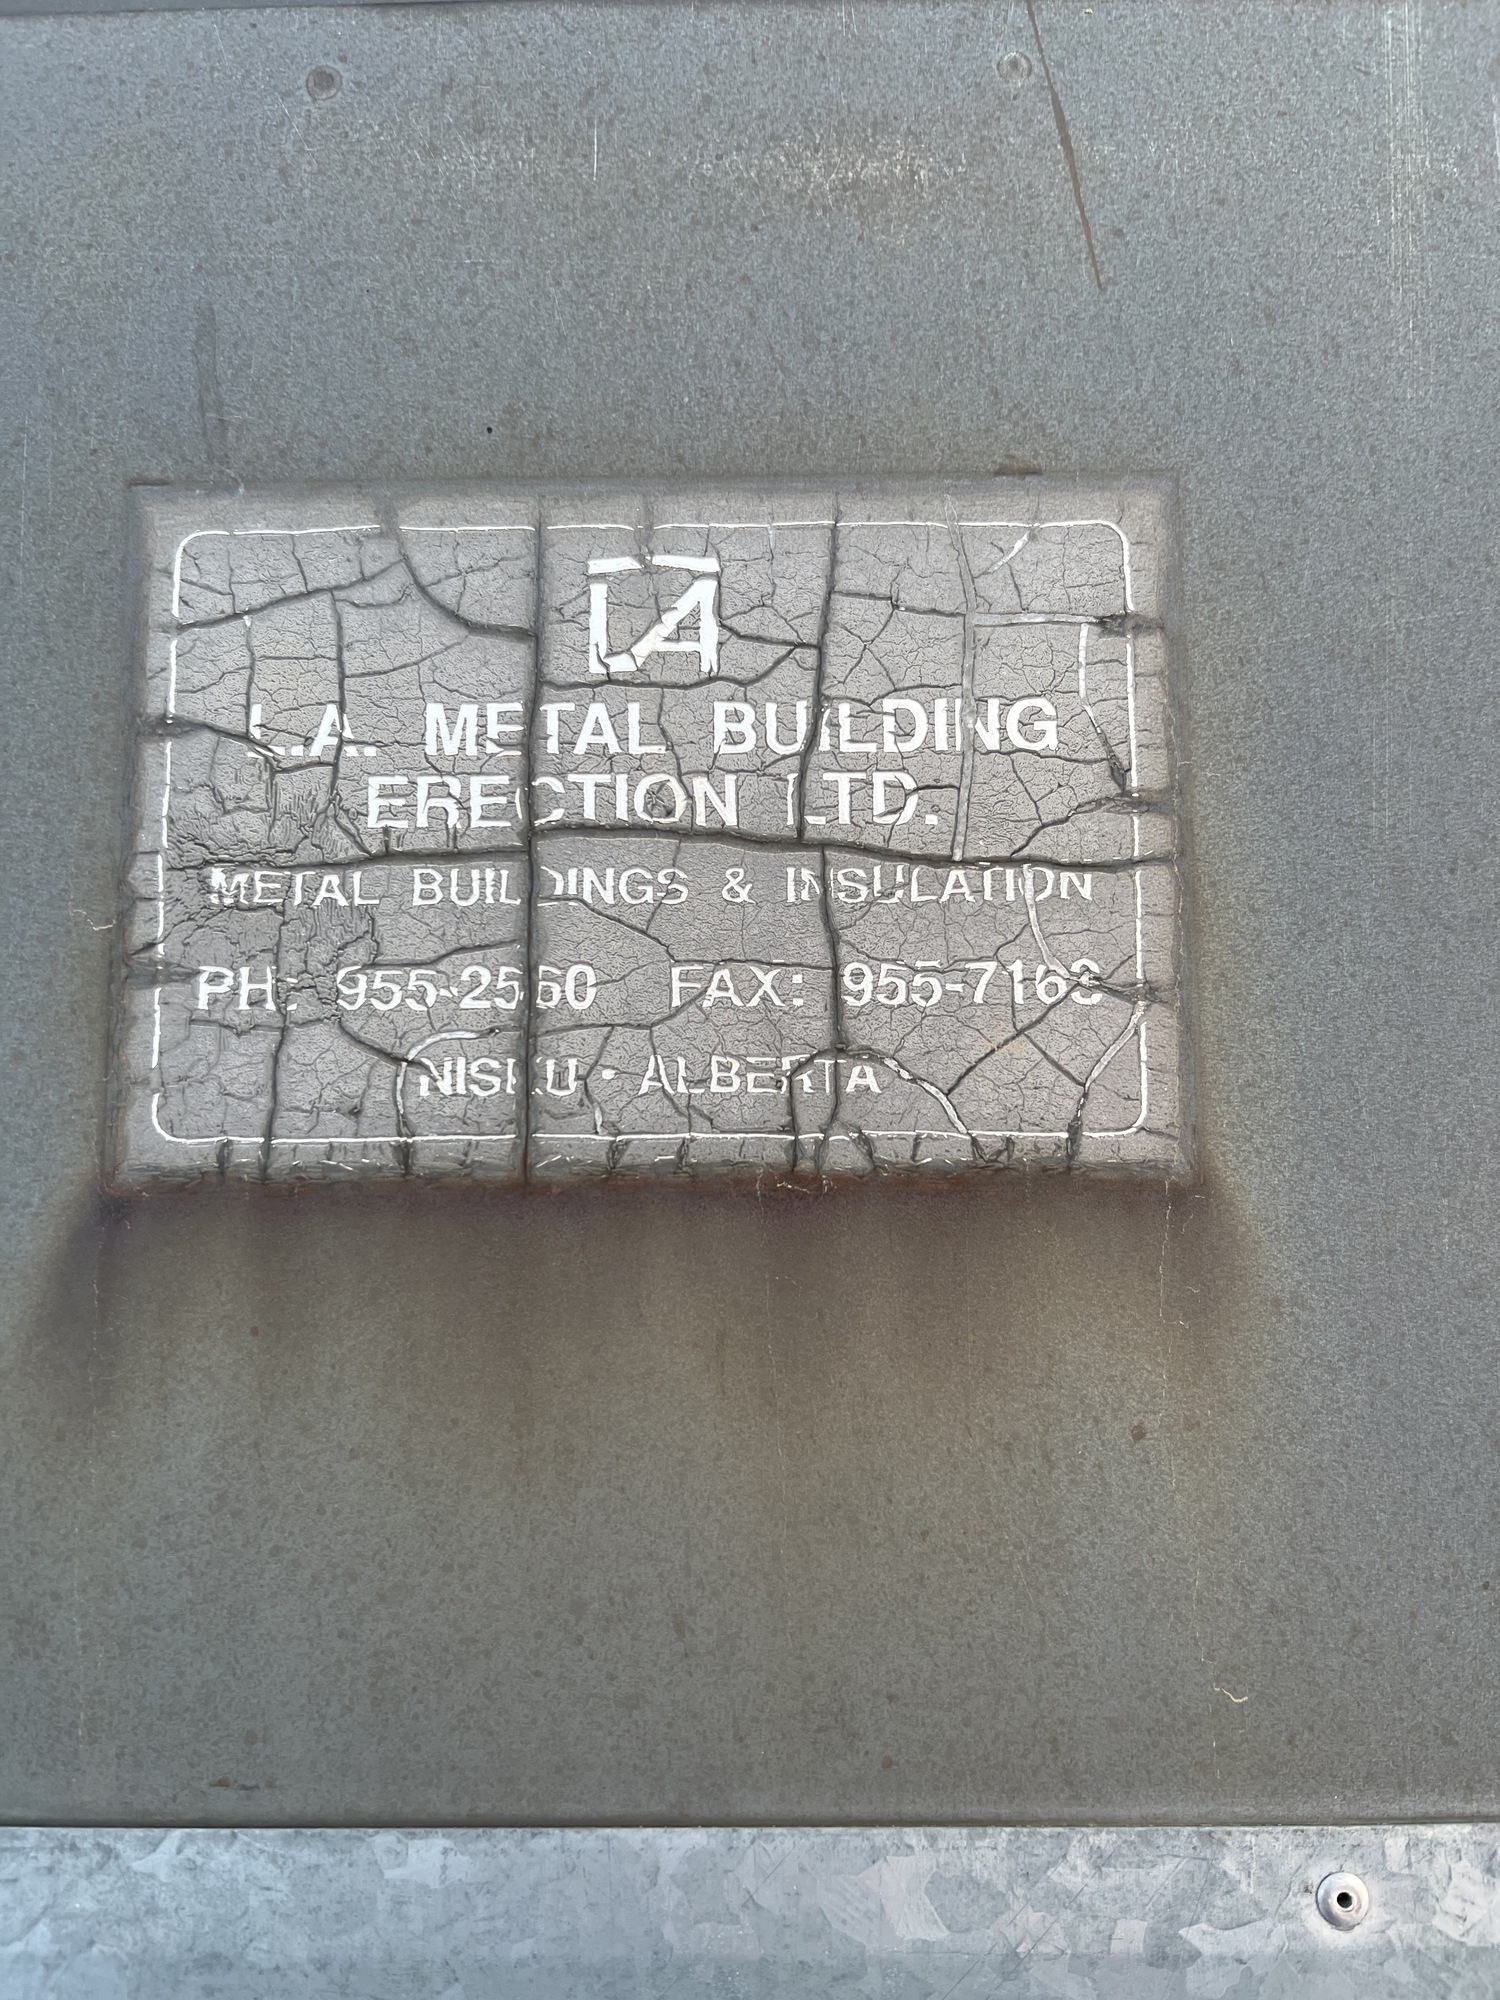 LA
L.A. METAL BUILDING
ERECTION LTD.
METAL BUILDINGS & INSULATION
PH: 955-2560 FAX: 955-7163
NISKU • ALBERTA